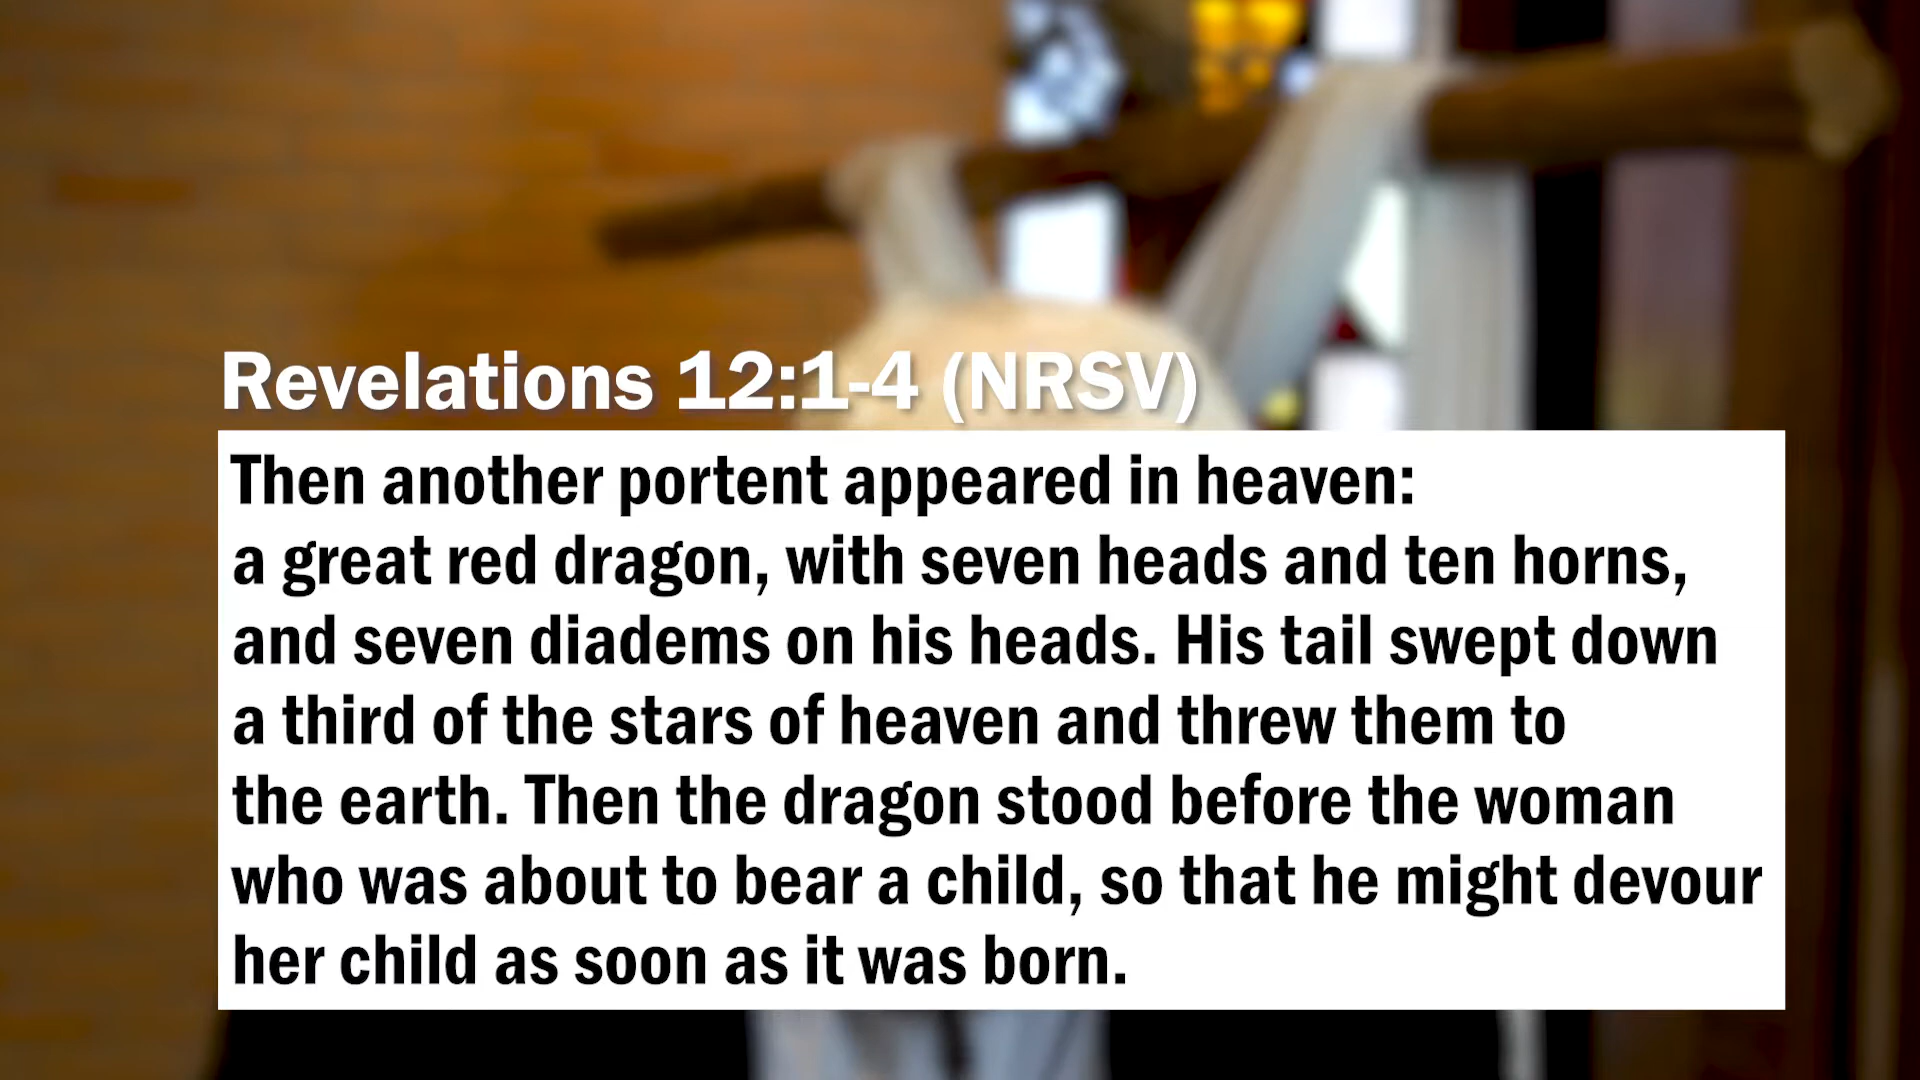 Revelations 12:1-4 (NRSV)
Then another portent appeared in heaven:
a great red dragon, with seven heads and ten horns,
and seven diadems on his heads. His tail swept down
a third of the stars of heaven and threw them to
the earth. Then the dragon stood before the woman
who was about to bear a child, so that he might devour
her child as soon as it was born.